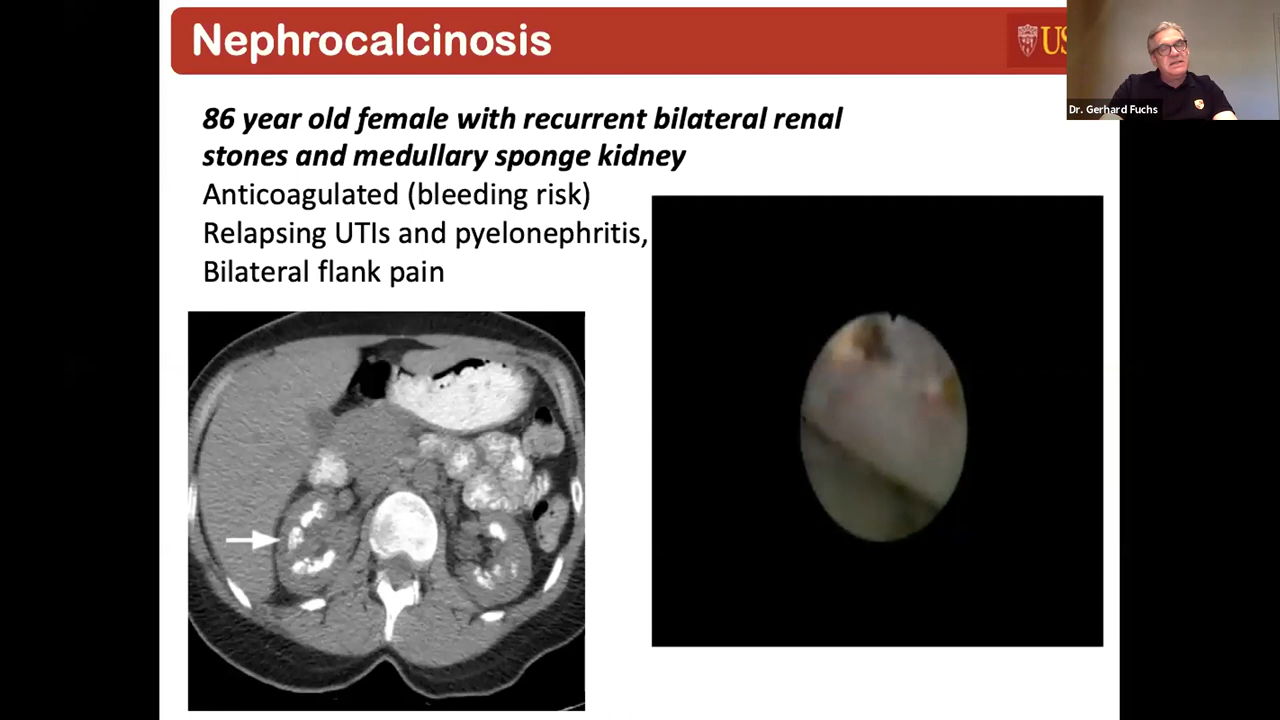 Nephrocalcinosis
US
Dr. Gerhard Fuchs
86 year old female with recurrent bilateral renal
stones and medullary sponge kidney
Anticoagulated (bleeding risk)
Relapsing UTIs and pyelonephritis,
Bilateral flank pain